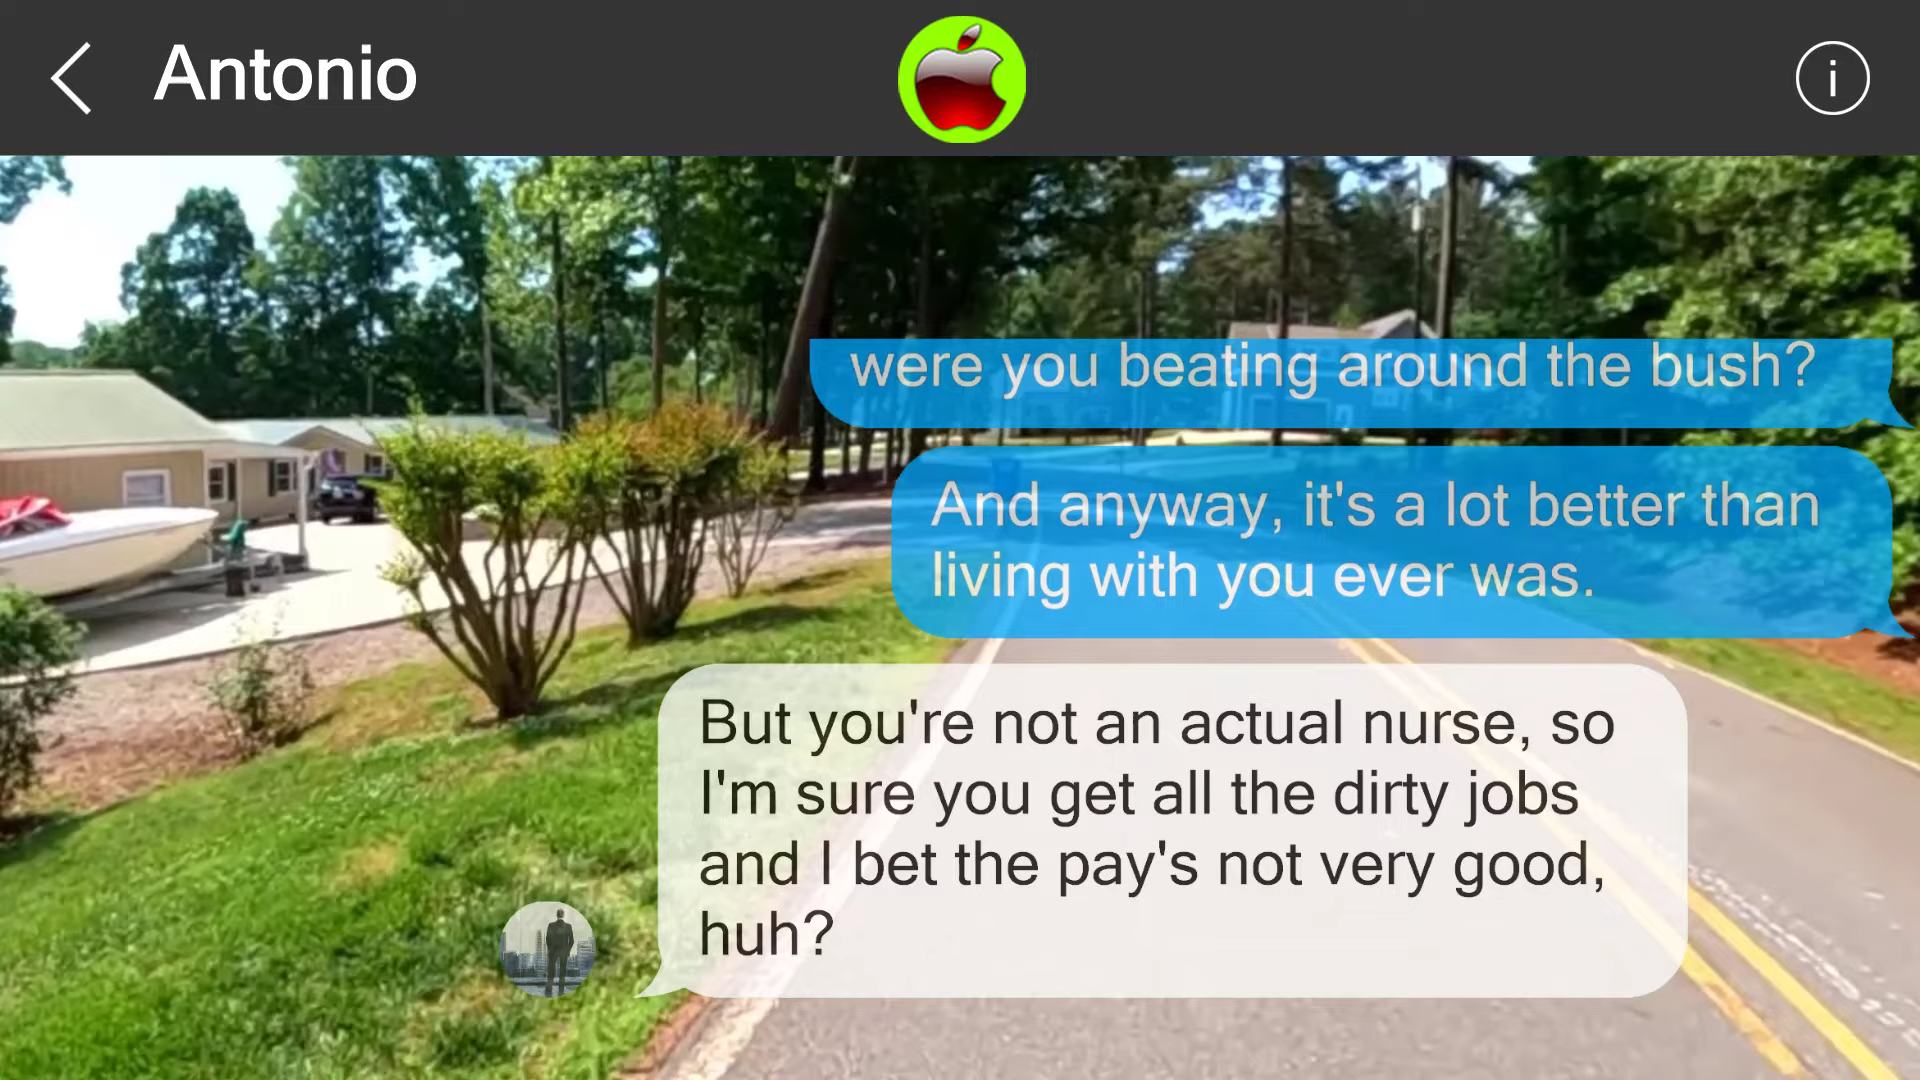 Antonio
were you beating around the bush?
And anyway, it's a lot better than
living with you ever was.
But you're not an actual nurse, so
I'm sure you get all the dirty jobs
and I bet the pay's not very good,
huh?